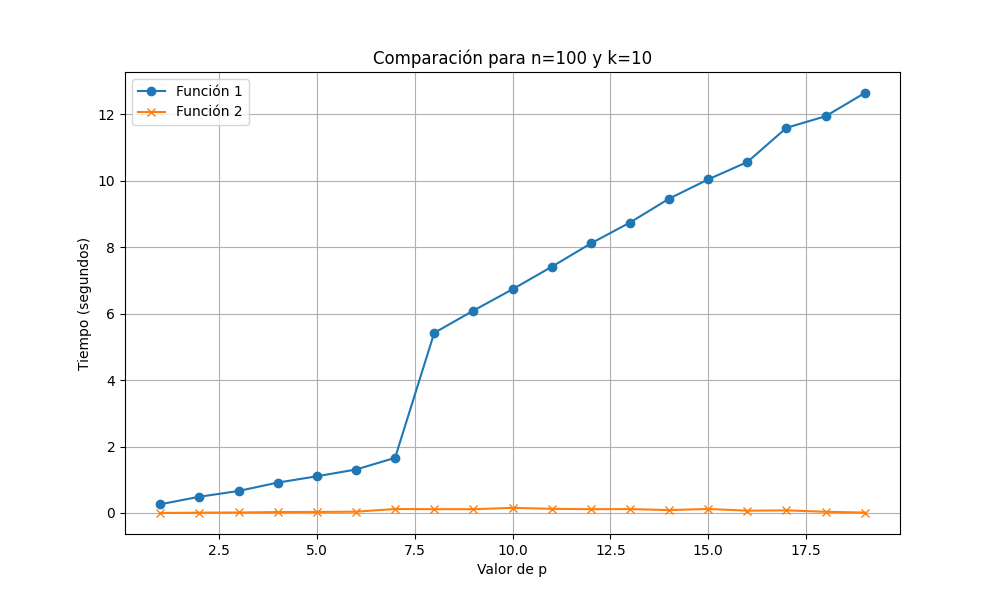 Comparación para n=100 y k=10
Función 1
Función 2
Tiempo (segundos)
12
10
8
6
4
2
0
2.5 5.0 7.5 10.0 12.5 15.0 17.5
Valor de p